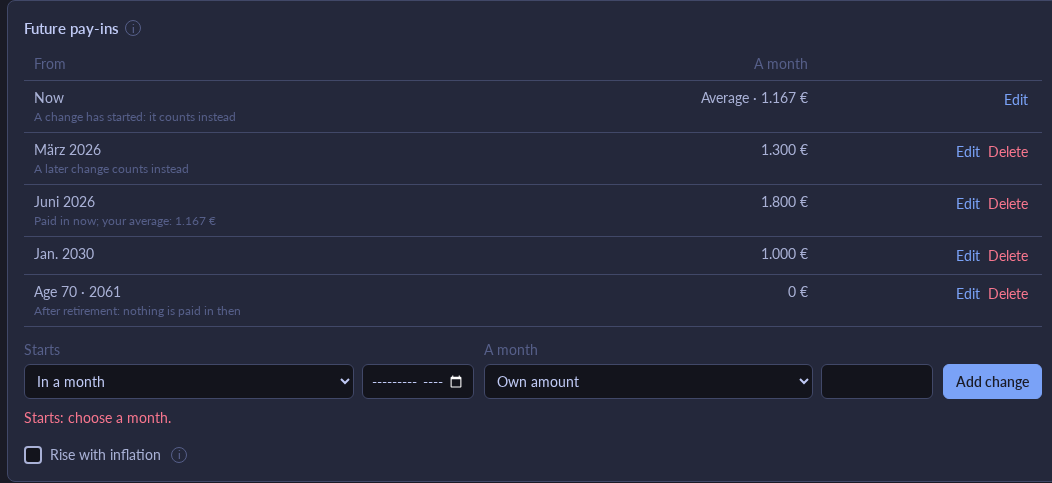 Future pay-ins
From A month
Now Average · 1.167 € Edit
A change has started: it counts instead
März 2026 1.300 € Edit Delete
A later change counts instead
Juni 2026 1.800 € Edit Delete
Paid in now; your average: 1.167 €
Jan. 2030 1.000 € Edit Delete
Age 70 · 2061 0 € Edit Delete
After retirement: nothing is paid in then
Starts A month
In a month --------- ---- Own amount Add change
Starts: choose a month.
Rise with inflation